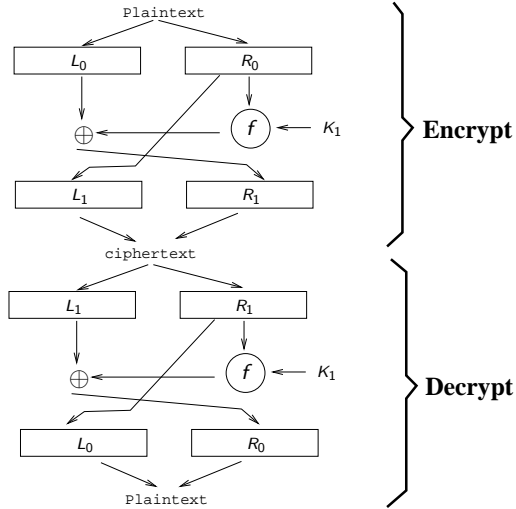 Plaintext
L0 R0
f K1 Encrypt
L1 R1
ciphertext
L1 R1
f K1 Decrypt
L0 R0
Plaintext